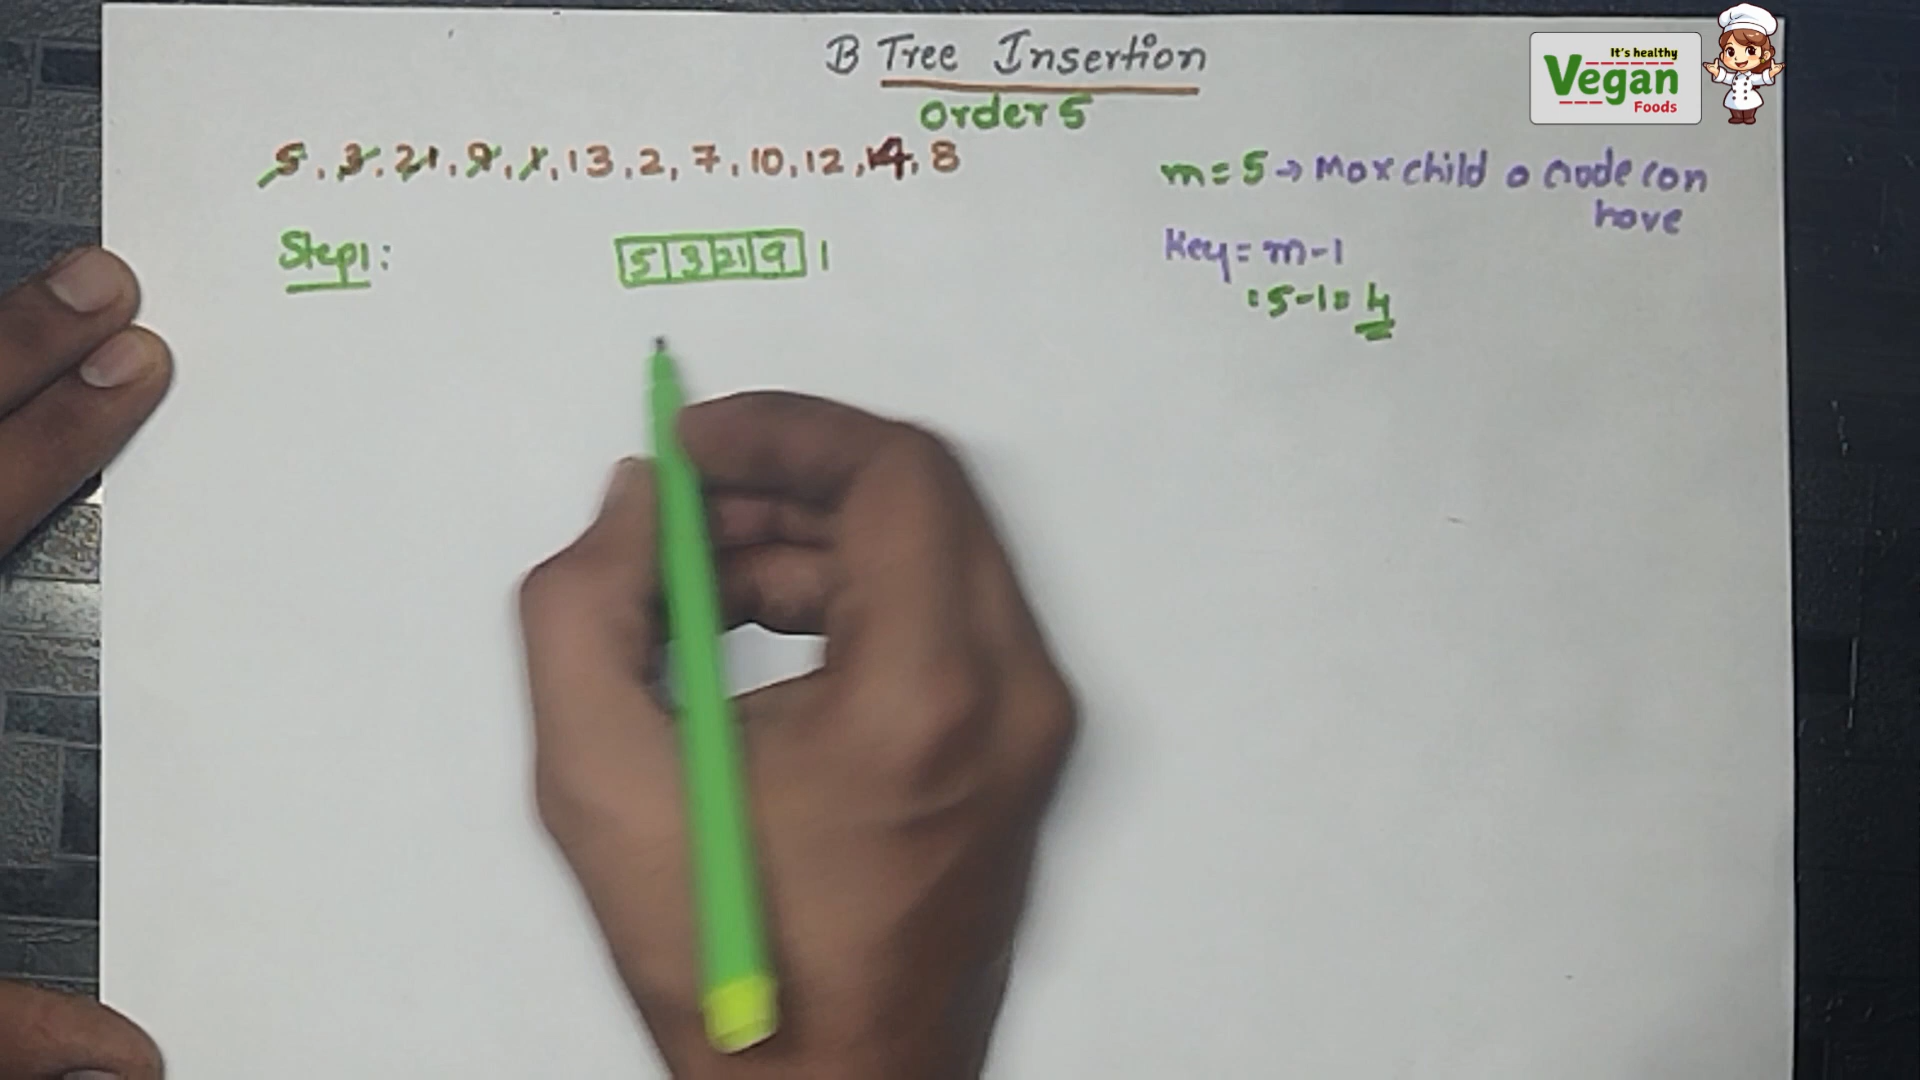 B Tree Insertion
Order 5
5, 3, 21, 9, 1, 13, 2, 7, 10, 12, 14, 8
m = 5 → Max child a node can
have
Key = m-1
= 5-1 = 4
Step1:
5 3 21 9 1
It's healthy
Vegan
Foods